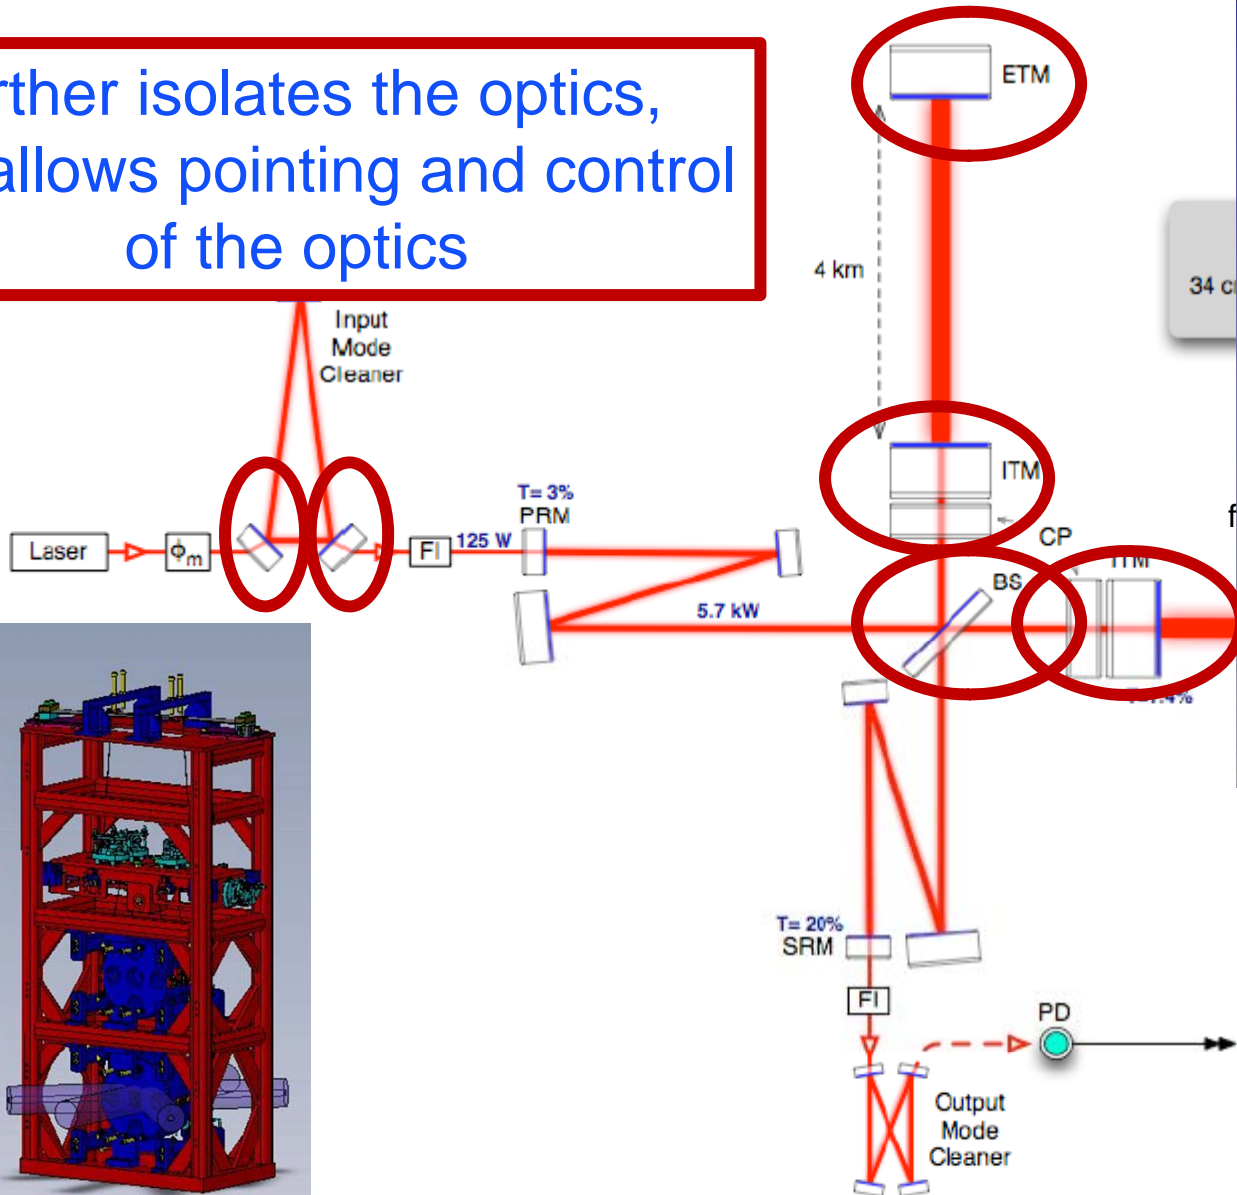 rther isolates the optics,
allows pointing and control
of the optics
ETM
4 km
34 c
Input
Mode
Cleaner
ITM
T= 3%
PRM
CP
f
Laser
ϕm
FI
125 W
ITM
BS
5.7 kW
T= 20%
SRM
FI
PD
Output
Mode
Cleaner